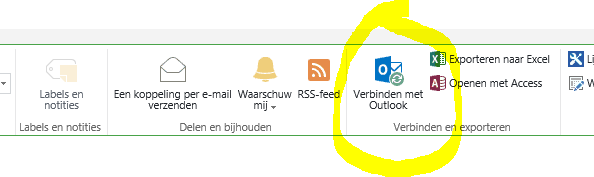 Labels en
notities
Labels en notities
Een koppeling per e-mail
verzenden
Waarschuw
mij
RSS-feed
Delen en bijhouden
Verbinden met
Outlook
Exporteren naar Excel
Openen met Access
Verbinden en exporteren
Li
W